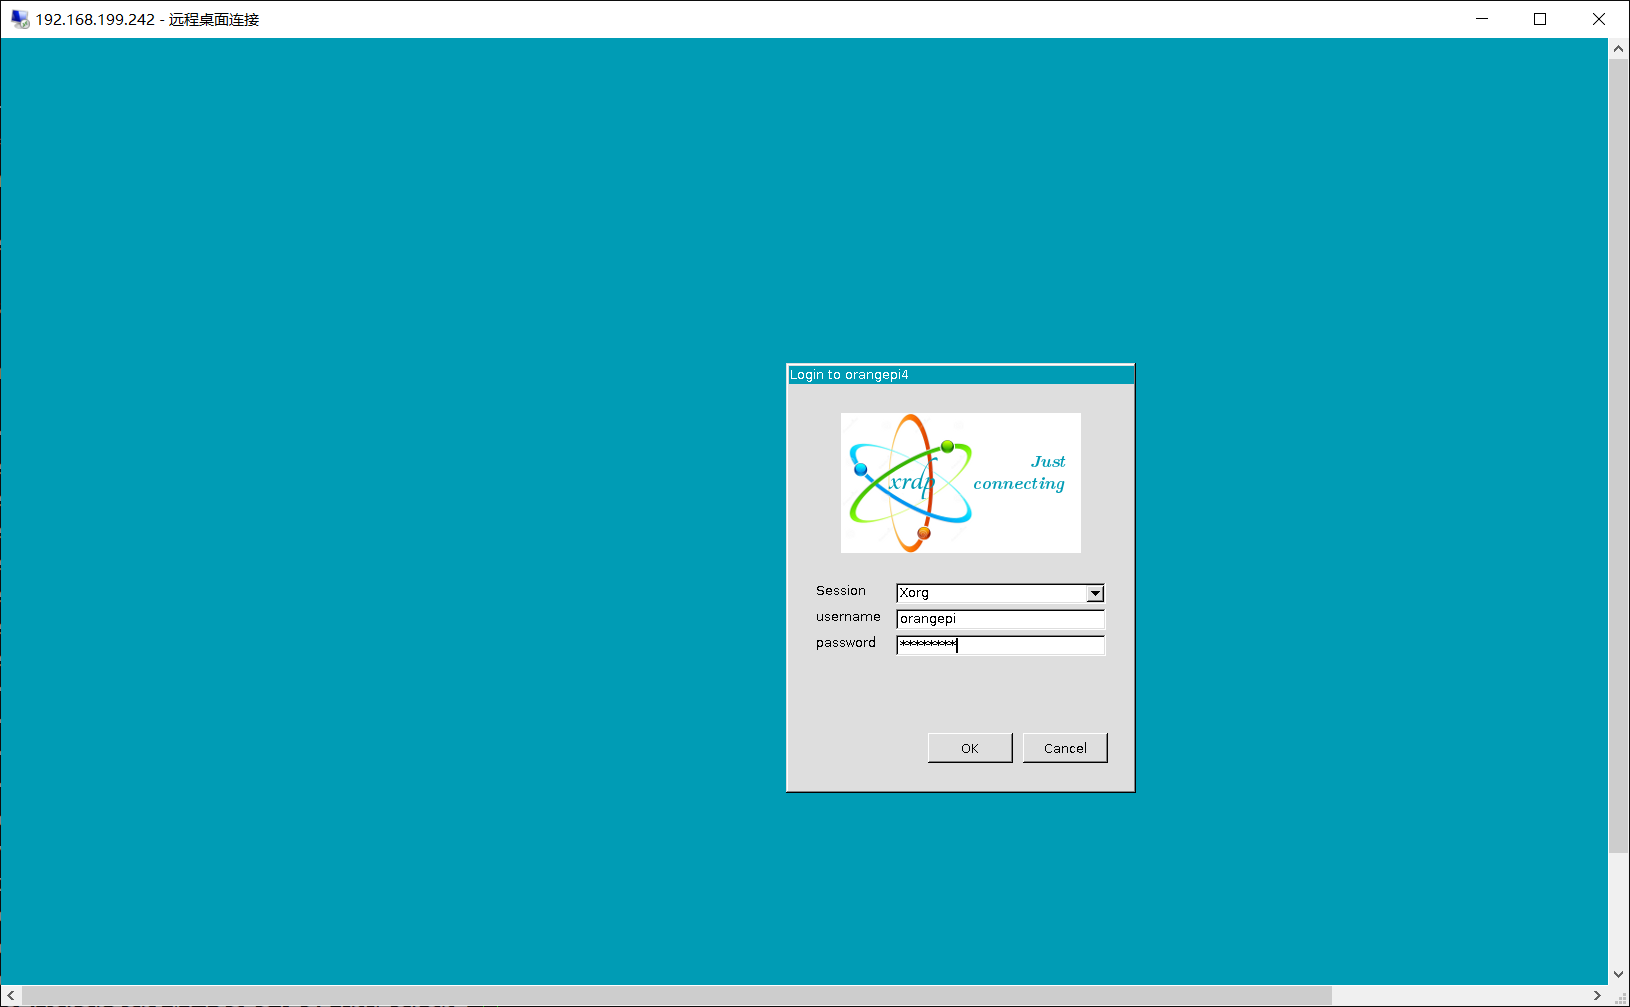 192.168.199.242 - 远程桌面连接
Login to orangepi4
xrdp
Just
connecting
Session Xorg
username orangepi
password ********
OK Cancel